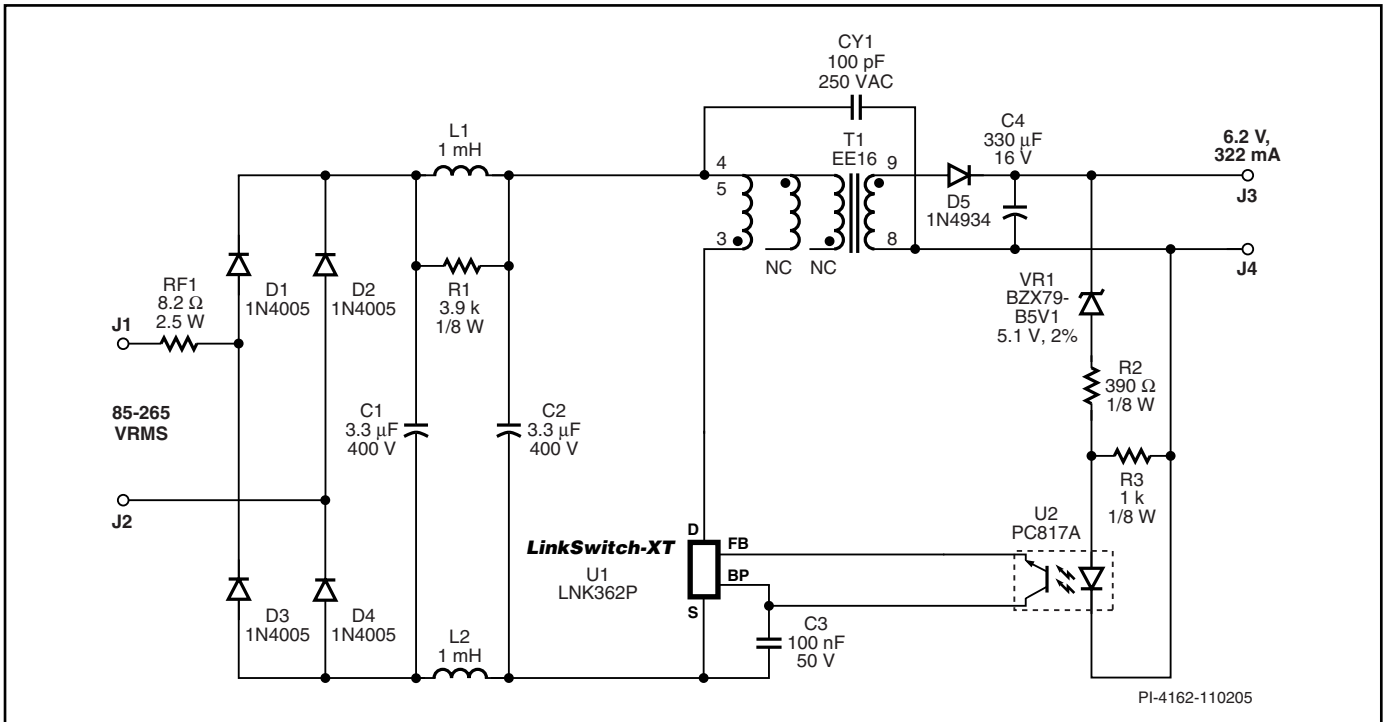 CY1
100 pF
250 VAC
L1
1 mH
T1
EE16
C4
330 μF
16 V
6.2 V,
322 mA
4
5
3
9
8
D5
1N4934
J3
J4
NC
NC
RF1
8.2 Ω
2.5 W
D1
1N4005
D2
1N4005
R1
3.9 k
1/8 W
VR1
BZX79-
B5V1
5.1 V, 2%
J1
R2
390 Ω
1/8 W
85-265
VRMS
C1
3.3 μF
400 V
C2
3.3 μF
400 V
R3
1 k
1/8 W
J2
D
FB
BP
S
LinkSwitch-XT
U1
LNK362P
U2
PC817A
D3
1N4005
D4
1N4005
L2
1 mH
C3
100 nF
50 V
PI-4162-110205